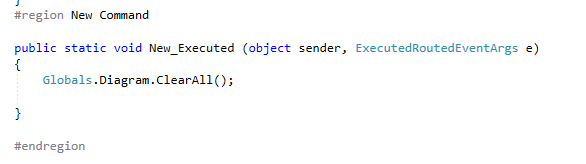 #region New Command
public static void New_Executed (object sender, ExecutedRoutedEventArgs e)
{
Globals.Diagram.ClearAll();
}
#endregion